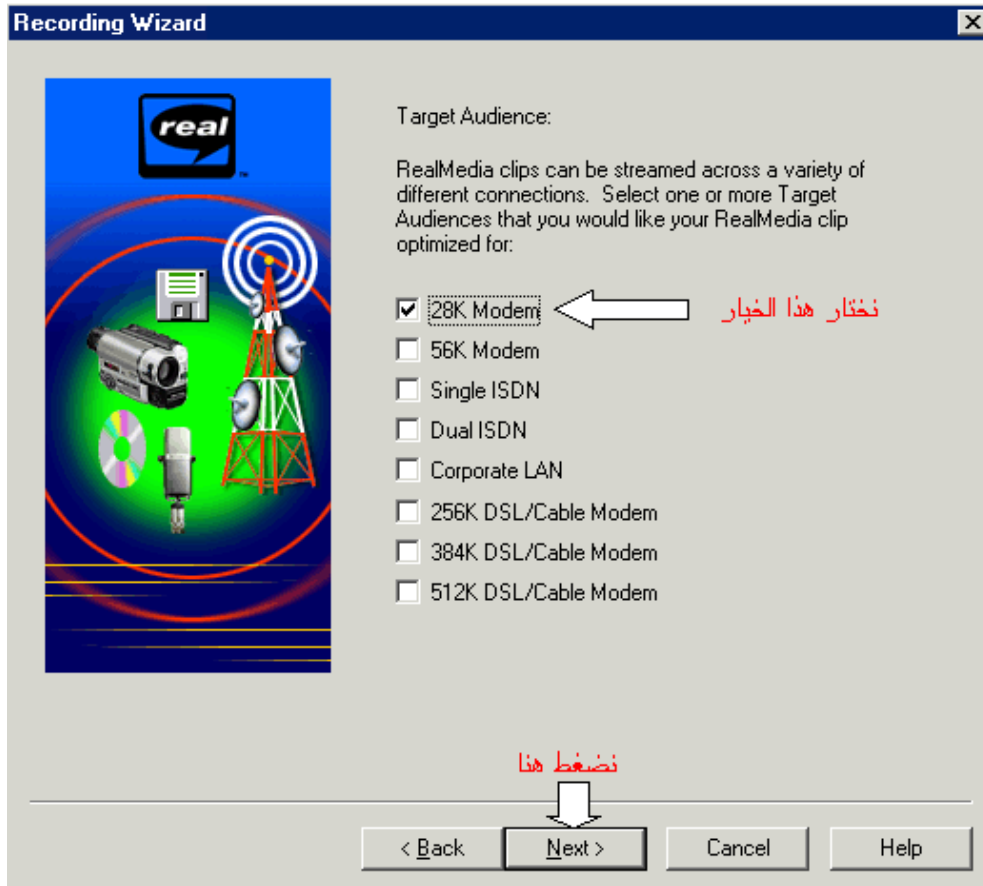 Recording Wizard
real
Target Audience:
RealMedia clips can be streamed across a variety of
different connections. Select one or more Target
Audiences that you would like your RealMedia clip
optimized for:
28K Modem
نختار هذا الخيار
56K Modem
Single ISDN
Dual ISDN
Corporate LAN
256K DSL/Cable Modem
384K DSL/Cable Modem
512K DSL/Cable Modem
نضغط هنا
< Back
Next >
Cancel
Help